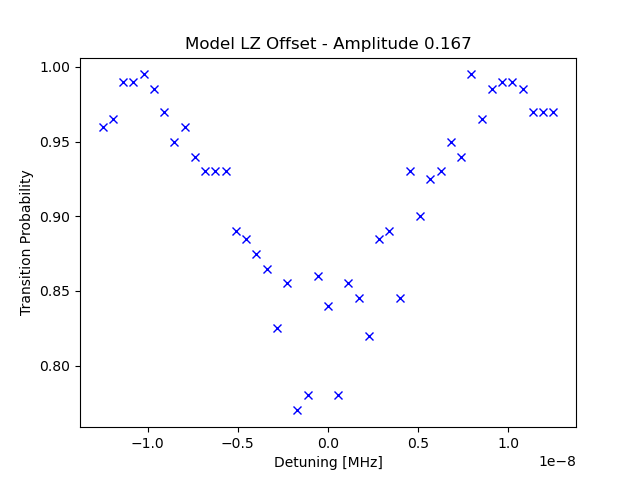 Model LZ Offset - Amplitude 0.167
1.00
0.95
0.90
0.85
0.80
Transition Probability
−1.0
−0.5
0.0
0.5
1.0
1e−8
Detuning [MHz]